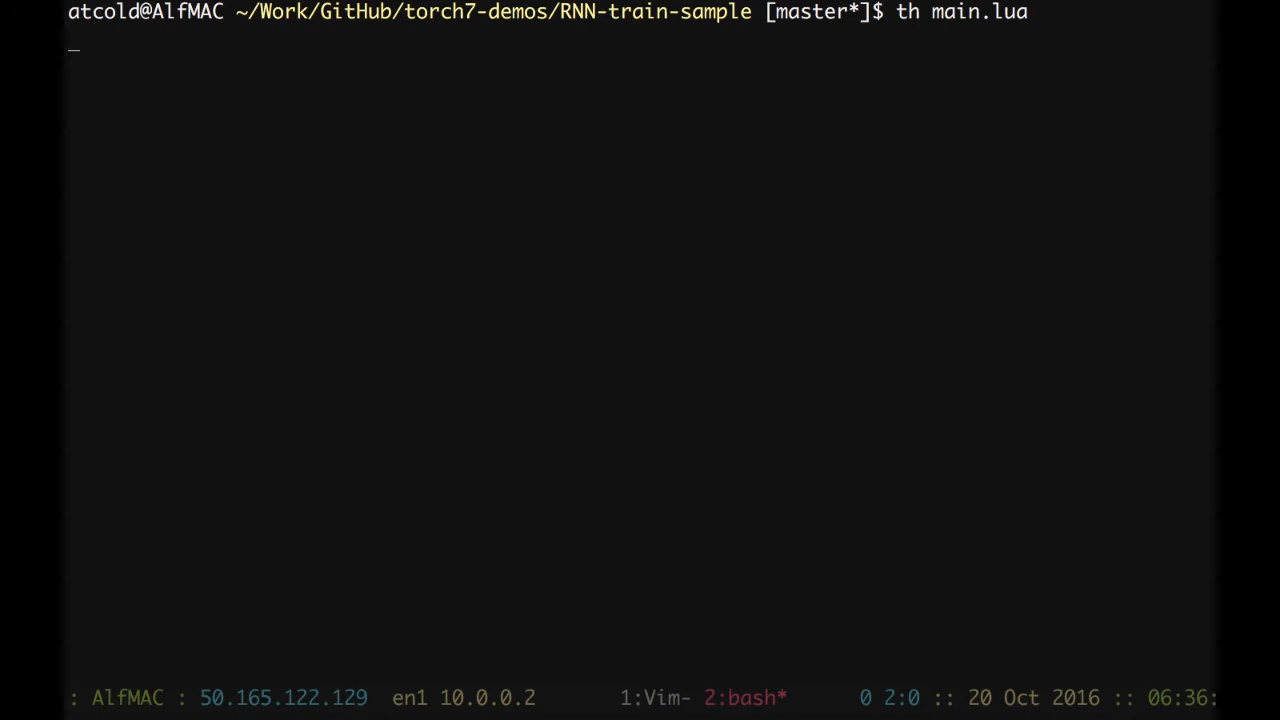 atcold@AlfMAC ~/Work/GitHub/torch7-demos/RNN-train-sample [master*]$ th main.lua
: AlfMAC : 50.165.122.129 en1 10.0.0.2 1:Vim- 2:bash* 0 2:0 :: 20 Oct 2016 :: 06:36: